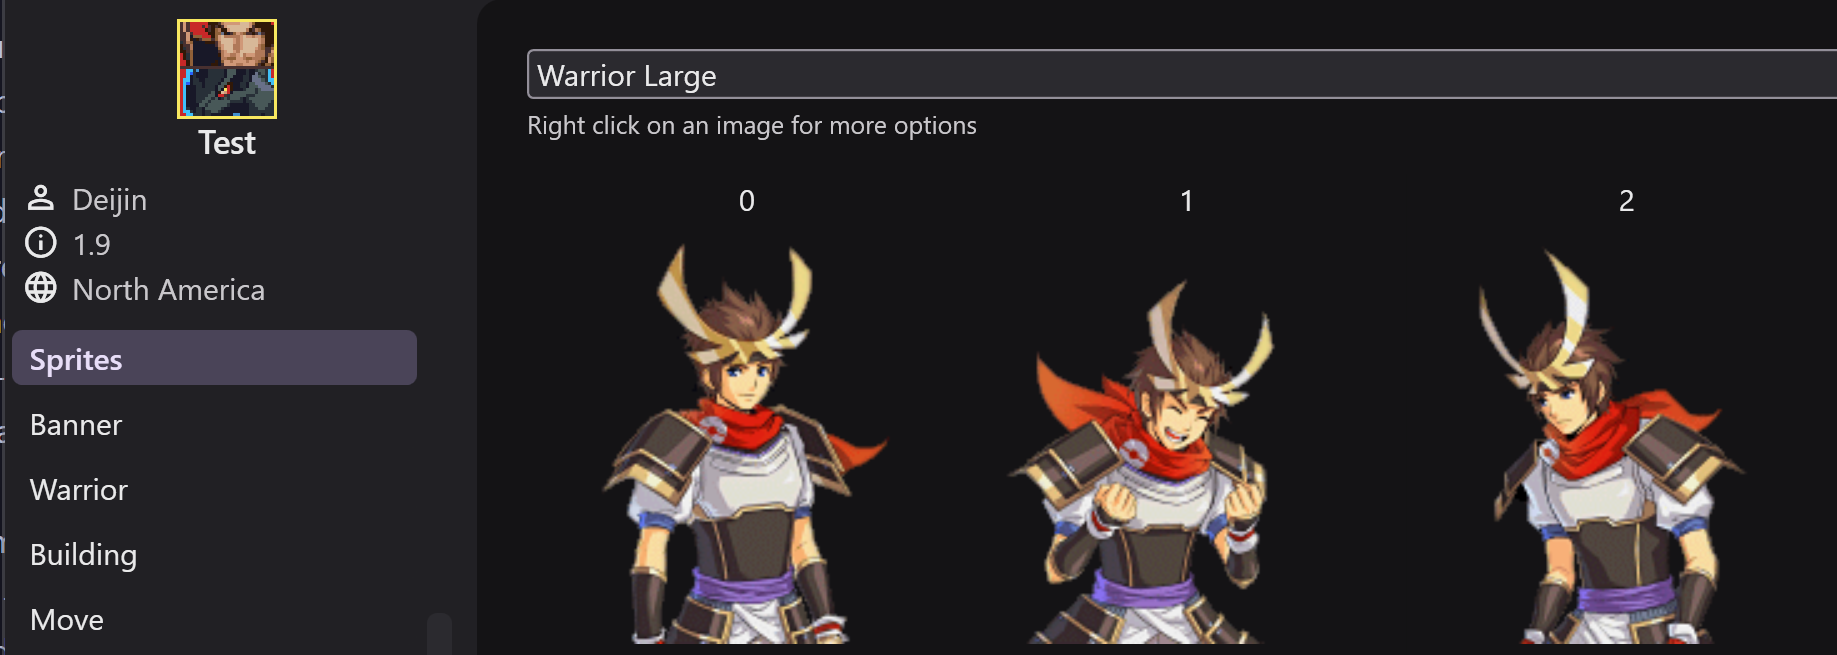 Test
Deijin
1.9
North America
Sprites
Banner
Warrior
Building
Move
Warrior Large
Right click on an image for more options
0 1 2